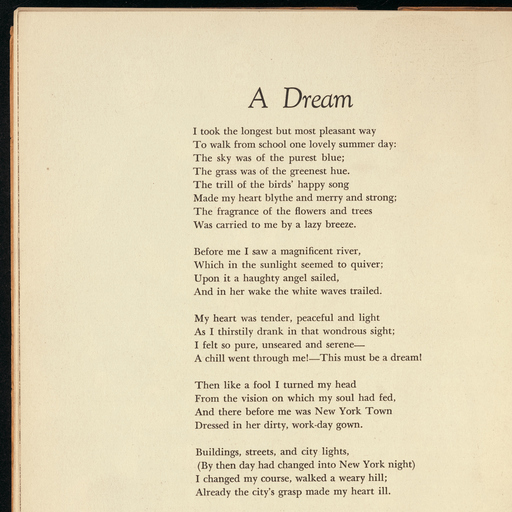 A Dream
I took the longest but most pleasant way
To walk from school one lovely summer day:
The sky was of the purest blue;
The grass was of the greenest hue.
The trill of the birds' happy song
Made my heart blythe and merry and strong;
The fragrance of the flowers and trees
Was carried to me by a lazy breeze.
Before me I saw a magnificent river,
Which in the sunlight seemed to quiver;
Upon it a haughty angel sailed,
And in her wake the white waves trailed.
My heart was tender, peaceful and light
As I thirstily drank in that wondrous sight;
I felt so pure, unseared and serene—
A chill went through me!—This must be a dream!
Then like a fool I turned my head
From the vision on which my soul had fed,
And there before me was New York Town
Dressed in her dirty, work-day gown.
Buildings, streets, and city lights,
(By then day had changed into New York night)
I changed my course, walked a weary hill;
Already the city's grasp made my heart ill.